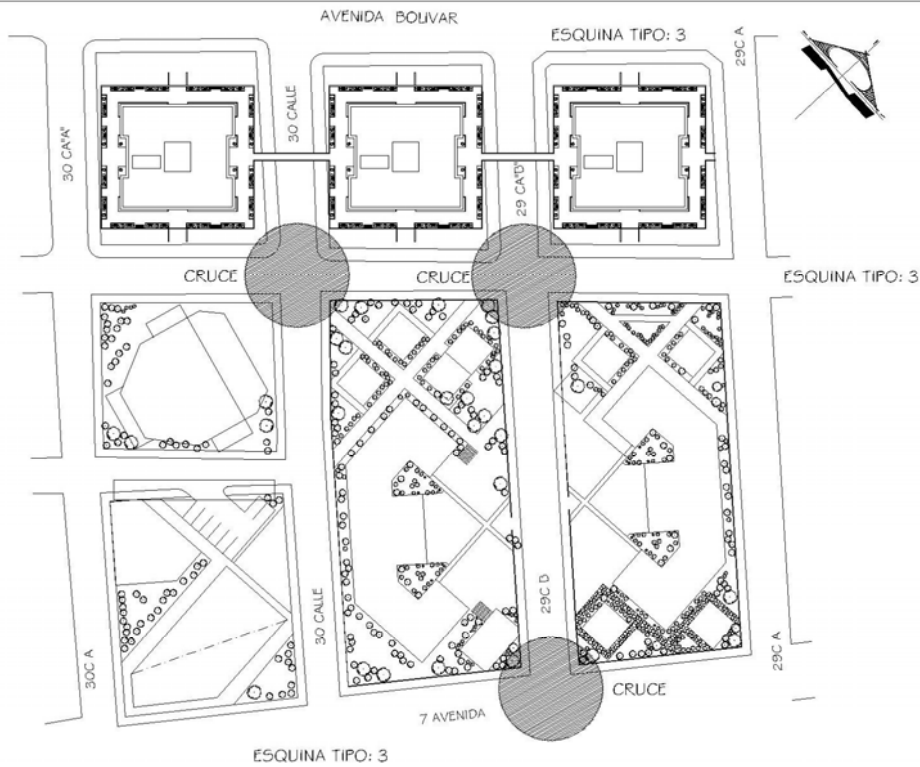 AVENIDA BOLIVAR
ESQUINA TIPO: 3
29C A
30 CA"A"
30 CALLE
29 CA"B"
CRUCE
CRUCE
ESQUINA TIPO: 3
30C A
30 CALLE
29C B
29C A
CRUCE
7 AVENIDA
ESQUINA TIPO: 3